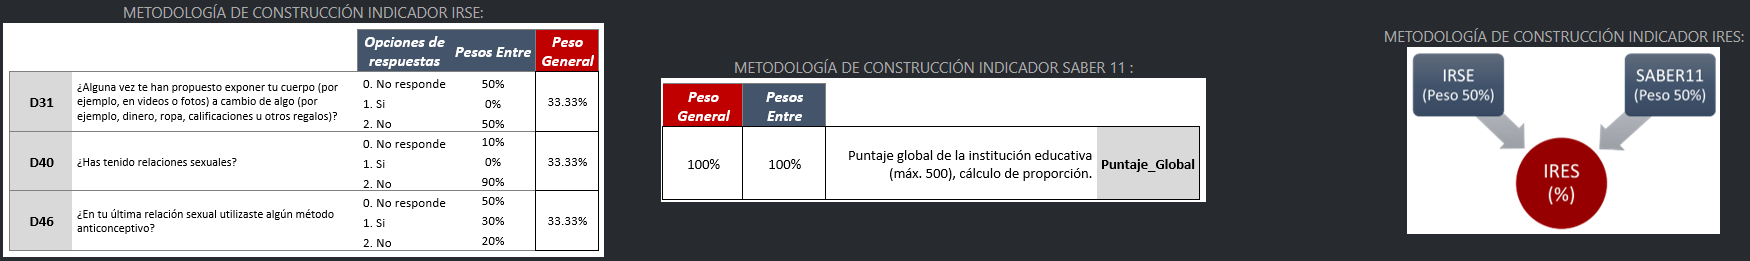 METODOLOGÍA DE CONSTRUCCIÓN INDICADOR IRSE:
Opciones de
respuestas
Pesos Entre
Peso
General
D31
¿Alguna vez te han propuesto exponer tu cuerpo (por
ejemplo, en videos o fotos) a cambio de algo (por
ejemplo, dinero, ropa, calificaciones u otros regalos)?
0. No responde
50%
1. Si
0%
2. No
50%
33.33%
D40
¿Has tenido relaciones sexuales?
0. No responde
10%
1. Si
0%
2. No
90%
33.33%
D46
¿En tu última relación sexual utilizaste algún método
anticonceptivo?
0. No responde
50%
1. Si
30%
2. No
20%
33.33%
METODOLOGÍA DE CONSTRUCCIÓN INDICADOR SABER 11 :
Peso
General
Pesos
Entre
100%
100%
Puntaje global de la institución educativa
(máx. 500), cálculo de proporción.
Puntaje_Global
METODOLOGÍA DE CONSTRUCCIÓN INDICADOR IRES:
IRSE
(Peso 50%)
SABER11
(Peso 50%)
IRES
(%)